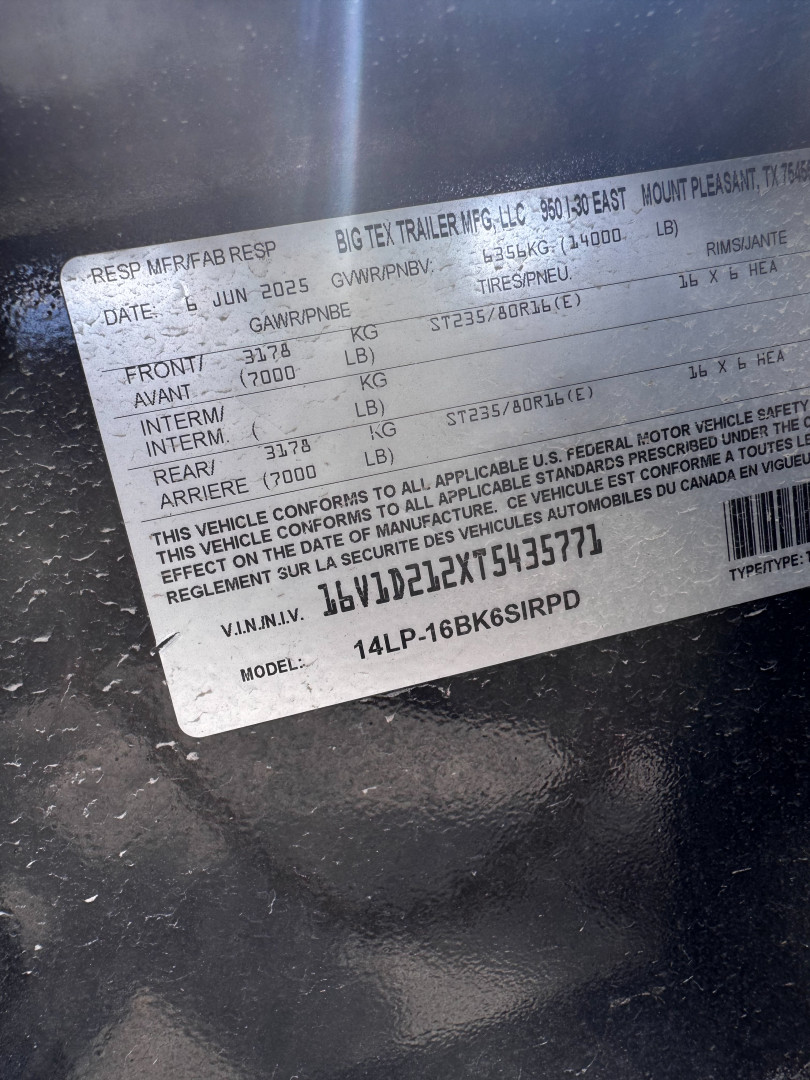 RESP MFR/FAB RESP BIG TEX TRAILER MFG, LLC 950 I-30 EAST MOUNT PLEASANT, TX
DATE: 6 JUN 2025 GVWR/PNBV: 6356KG (14000 LB)
GAWR/PNBE TIRES/PNEU RIMS/JANTE
FRONT/ 3178 KG ST235/80R16(E) 16 X 6 HEA
AVANT (7000 LB)
INTERM/ KG
INTERM. ( LB)
REAR/ 3178 KG ST235/80R16(E) 16 X 6 HEA
ARRIERE (7000 LB)
THIS VEHICLE CONFORMS TO ALL APPLICABLE U.S. FEDERAL MOTOR VEHICLE SAFETY
THIS VEHICLE CONFORMS TO ALL APPLICABLE STANDARDS PRESCRIBED UNDER THE
EFFECT ON THE DATE OF MANUFACTURE. CE VEHICULE EST CONFORME A TOUTES
REGLEMENT SUR LA SECURITE DES VEHICULES AUTOMOBILES DU CANADA EN VIGUEU
V.I.N./N.I.V. 16V1D212XT5435771
TYPE/TYPE:
MODEL: 14LP-16BK6SIRPD